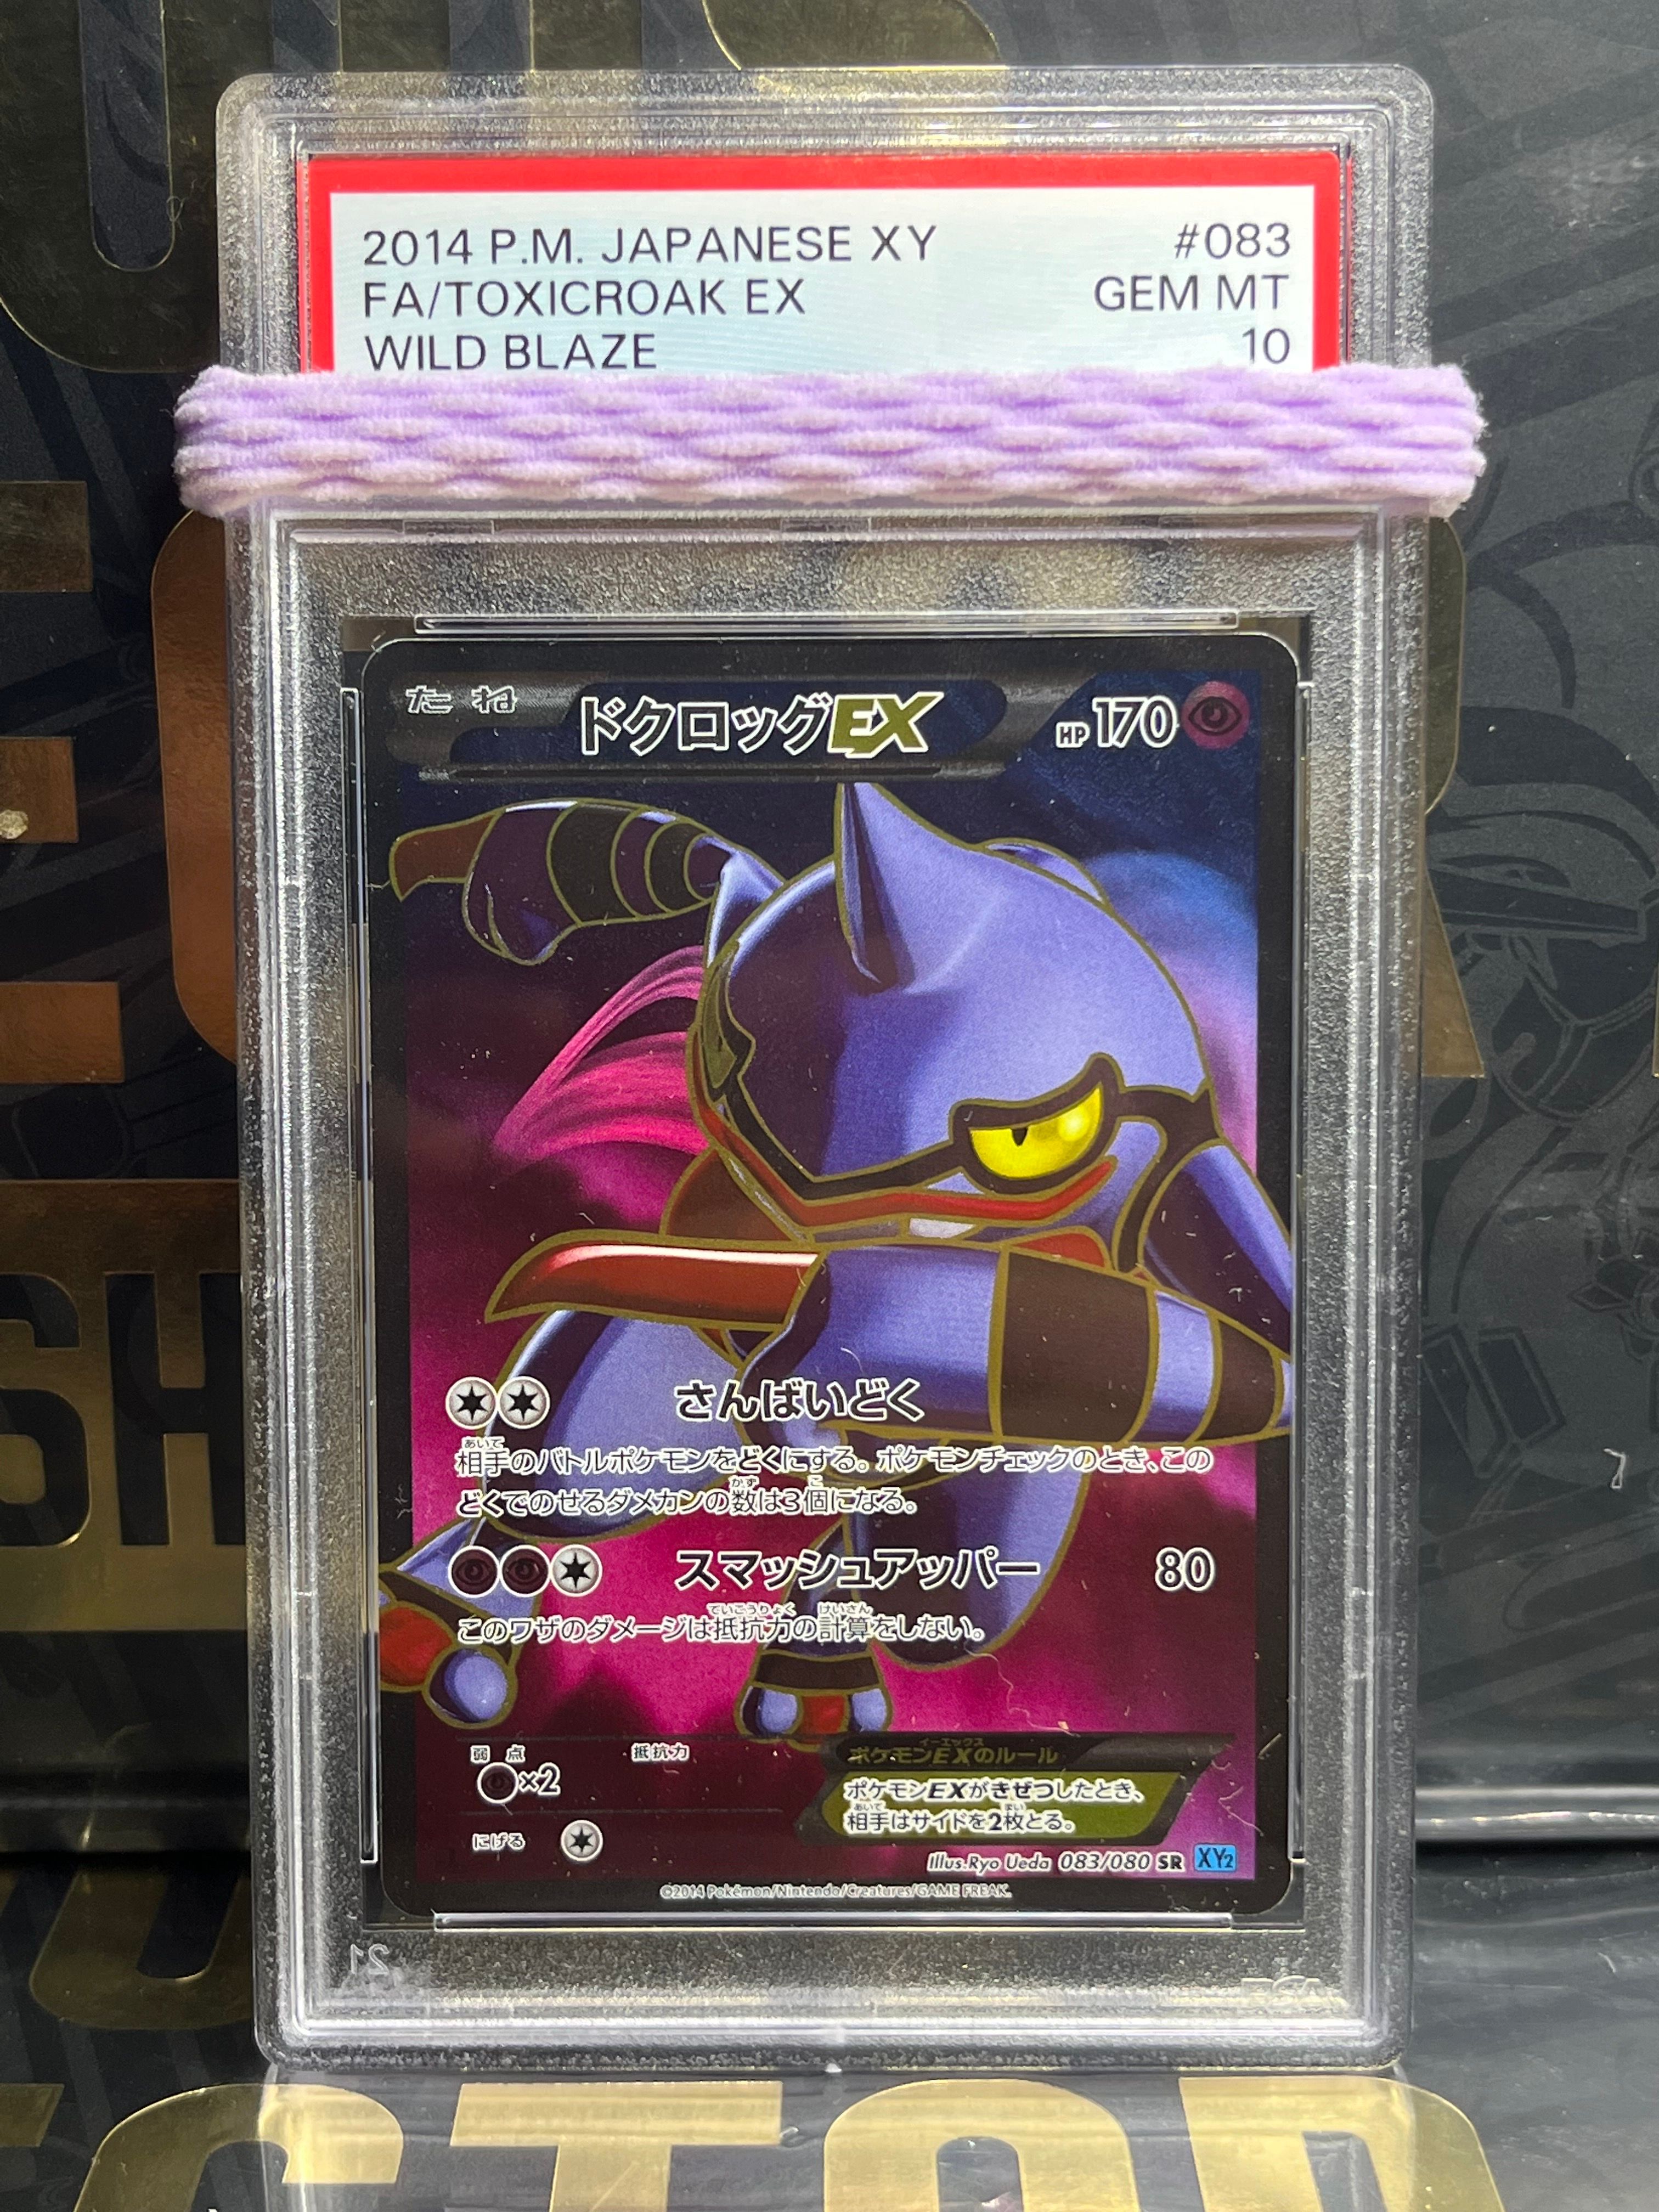 2014 P.M. JAPANESE XY #083
FA/TOXICROAK EX GEM MT
WILD BLAZE 10
たね ドクロッグEX HP170
さんばいどく
相手のバトルポケモンをどくにする。ポケモンチェックのとき、この
どくでのせるダメカンの数は3個になる。
スマッシュアッパー 80
このワザのダメージは抵抗力の計算をしない。
弱点 抵抗力
×2
にげる
ポケモンEXのルール
ポケモンEXがきぜつしたとき、
相手はサイドを2枚とる。
Illus.Ryo Ueda 083/080 SR XY2
©2014 Pokémon/Nintendo/Creatures/GAME FREAK.